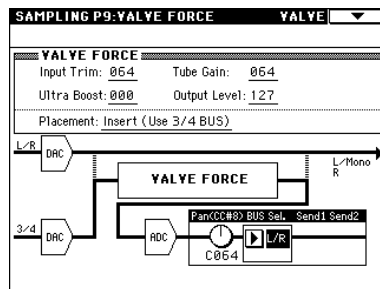 SAMPLING P9:VALVE FORCE VALVE
VALVE FORCE
Input Trim: 064 Tube Gain: 064
Ultra Boost: 000 Output Level: 127
Placement: Insert (Use 3/4 BUS)
L/R
DAC
L/Mono
R
VALVE FORCE
Pan(CC#8) BUS Sel. Send1 Send2
3/4
DAC
ADC
L/R
C064